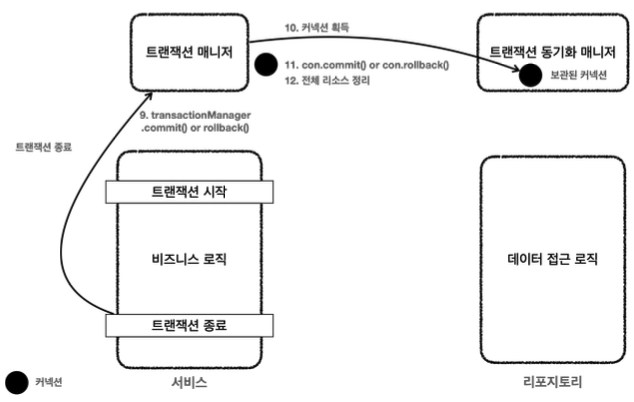 10. 커넥션 획득
트랜잭션 매니저
트랜잭션 동기화 매니저
11. con.commit() or con.rollback()
보관된 커넥션
12. 전체 리소스 정리
9. transactionManager
.commit() or rollback()
트랜잭션 종료
트랜잭션 시작
비즈니스 로직
데이터 접근 로직
트랜잭션 종료
커넥션
서비스
리포지토리